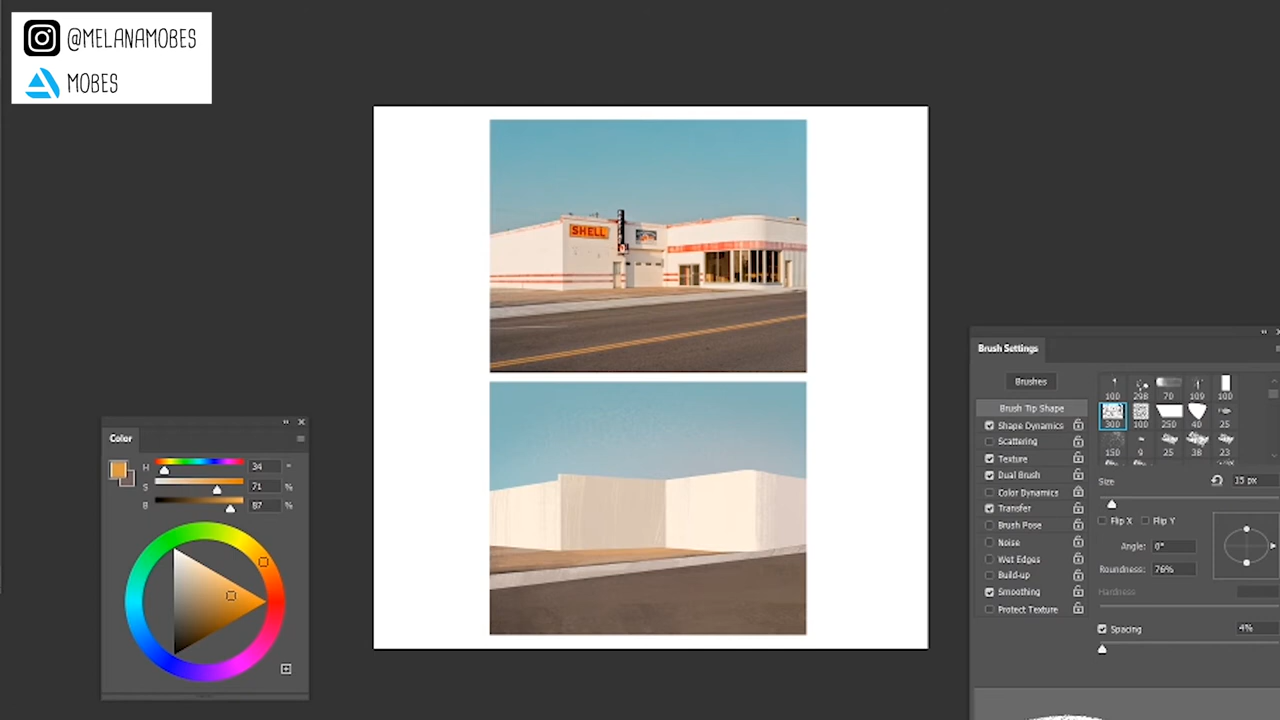 @MELANAMOBES
MOBES
SHELL
Color
H 34 °
S 71 %
B 87 %
Brush Settings
Brushes
100 298 70 109 100
300 100 250 40 25
150 9 25 38 23
Brush Tip Shape
Shape Dynamics
Scattering
Texture
Dual Brush
Color Dynamics
Transfer
Brush Pose
Noise
Wet Edges
Build-up
Smoothing
Protect Texture
Size 15 px
Flip X Flip Y
Angle: 0°
Roundness: 76%
Hardness
Spacing 4%